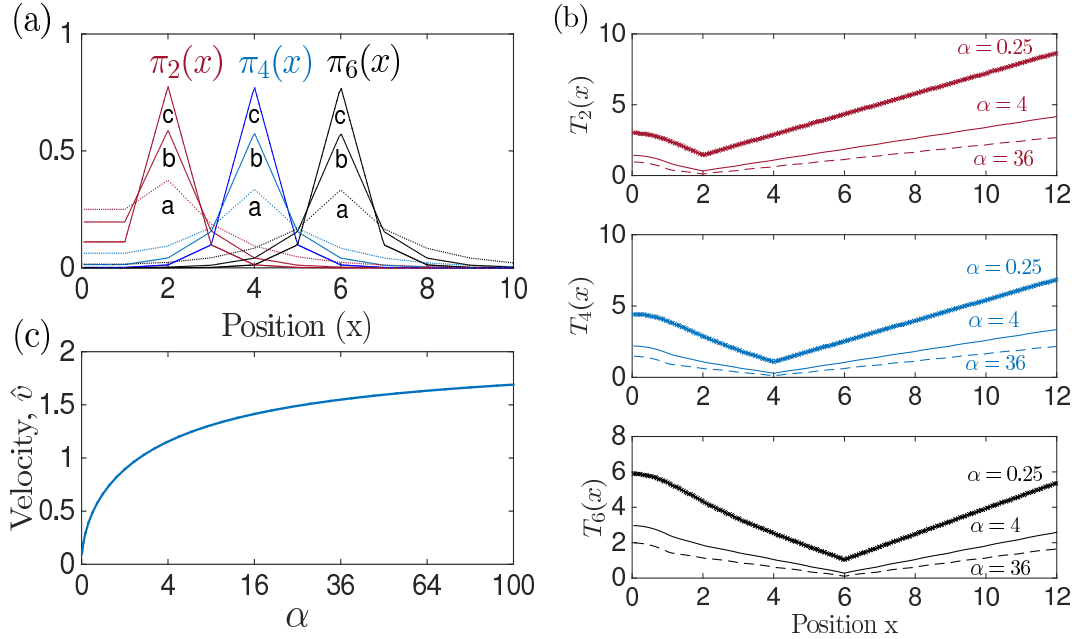 (a)
1
0.5
0
π₂(x) π₄(x) π₆(x)
c c c
b b b
a a a
0 2 4 6 8 10
Position (x)
(c)
2
1.5
1
0.5
0
Velocity, v̂
0 4 16 36 64 100
α
(b)
10
5
0
T₂(x)
α = 0.25
α = 4
α = 36
0 2 4 6 8 10 12
10
5
0
T₄(x)
α = 0.25
α = 4
α = 36
0 2 4 6 8 10 12
8
6
4
2
0
T₆(x)
α = 0.25
α = 4
α = 36
0 2 4 6 8 10 12
Position x